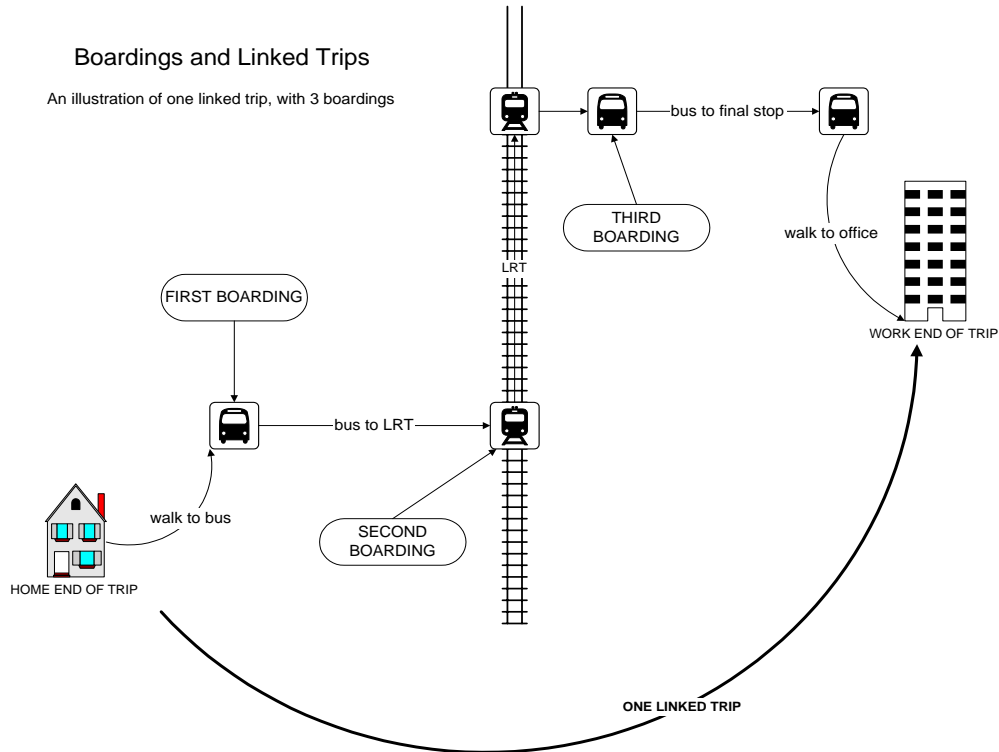 Boardings and Linked Trips
An illustration of one linked trip, with 3 boardings
bus to final stop
THIRD
BOARDING
walk to office
LRT
FIRST BOARDING
WORK END OF TRIP
bus to LRT
walk to bus
SECOND
BOARDING
HOME END OF TRIP
ONE LINKED TRIP